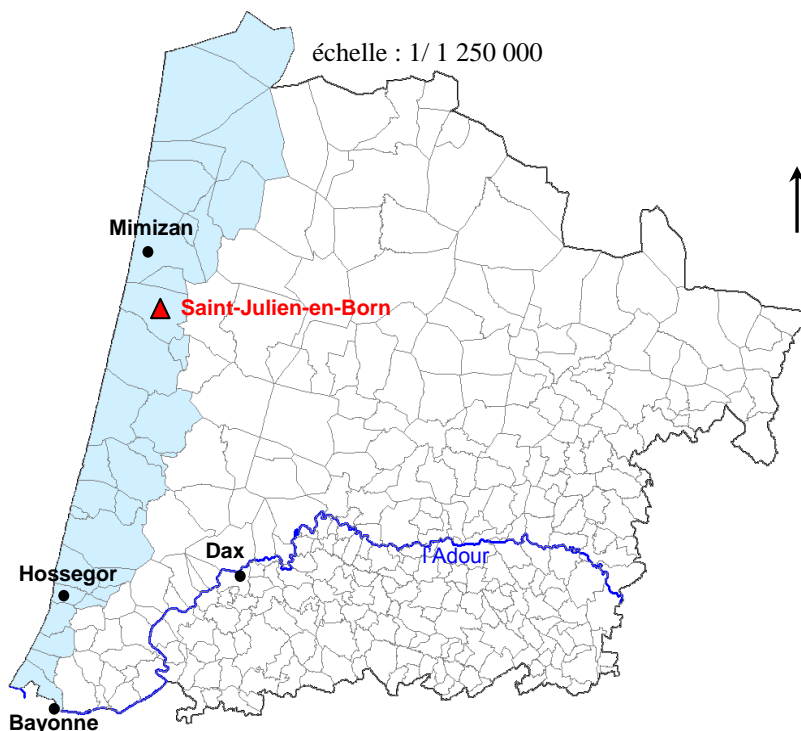 échelle : 1/ 1 250 000
Mimizan
Saint-Julien-en-Born
Dax
l'Adour
Hossegor
Bayonne